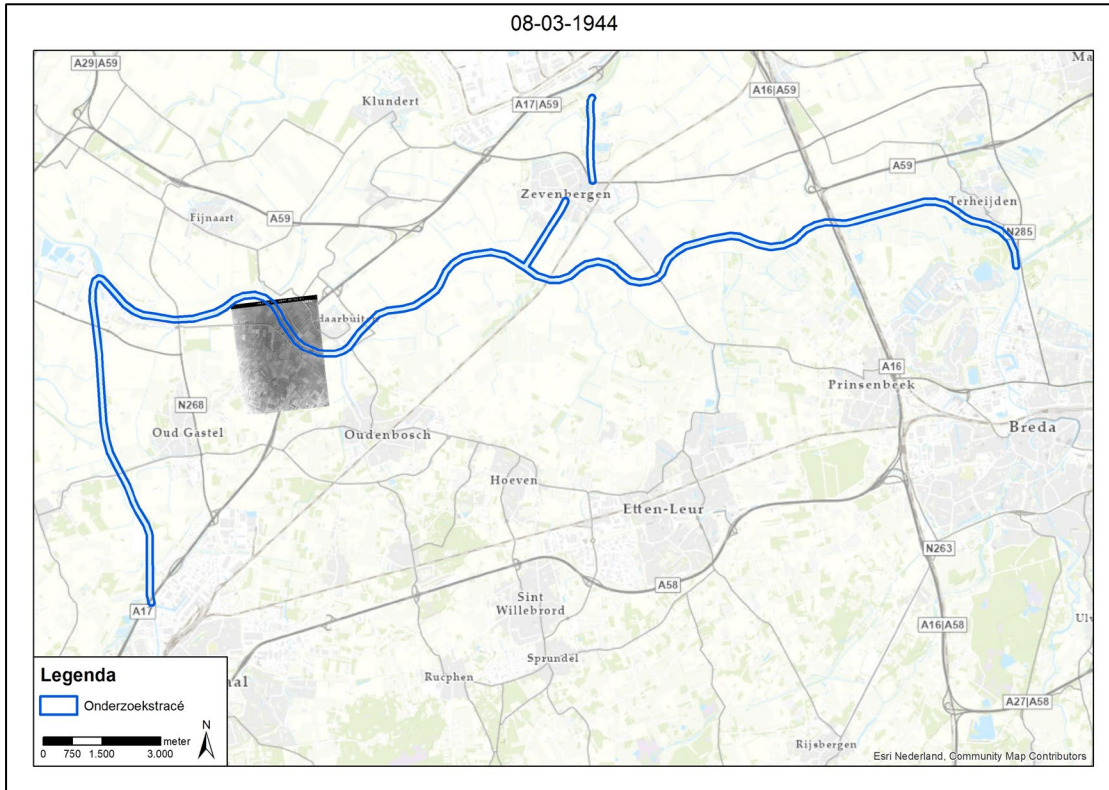 08-03-1944
A29|A59
Ma
Klundert
A17|A59
A16|A59
A59
Zevenbergen
Terheijden
Fijnaart
A59
N285
daarbuiten
A16
Prinsenbeek
N268
Oud Gastel
Oudenbosch
Breda
Hoeven
Etten-Leur
N263
A58
Sint
Willebrord
A17
A16|A58
Ulv
Sprundel
Rucphen
aal
A27|A58
Rijsbergen
Legenda
Onderzoekstracé
N
meter
0 750 1.500 3.000
Esri Nederland, Community Map Contributors